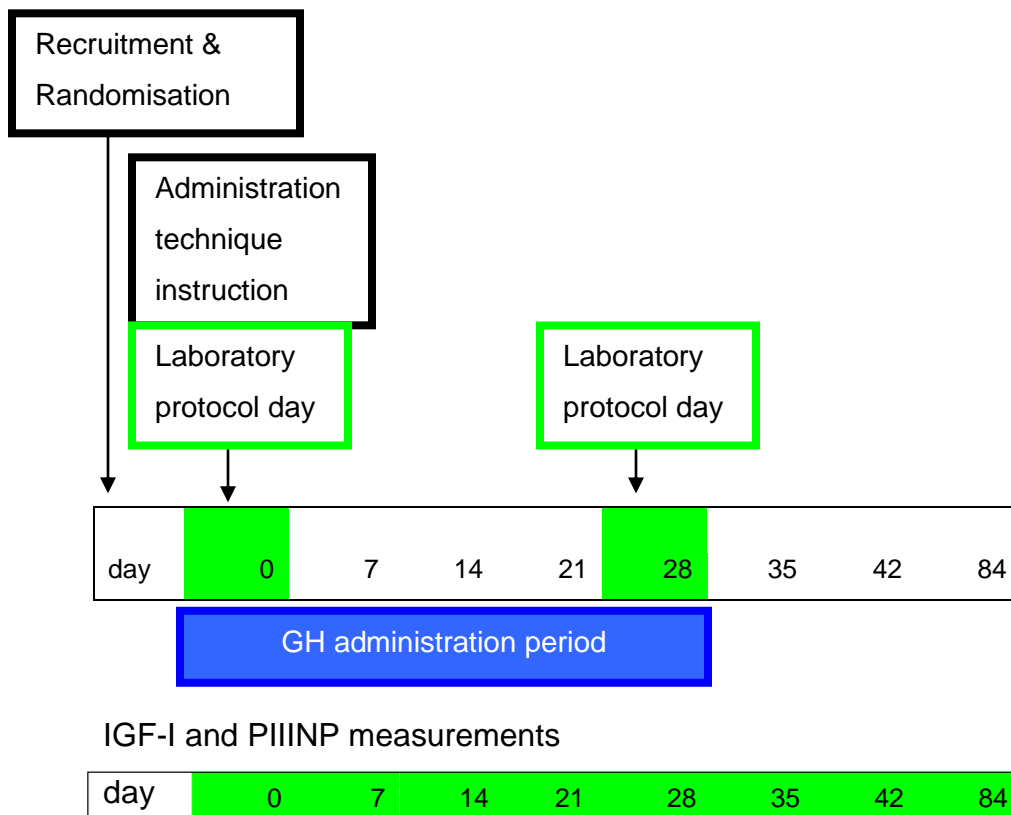 Recruitment &
Randomisation
Administration
technique
instruction
Laboratory
protocol day
Laboratory
protocol day
day 0 7 14 21 28 35 42 84
GH administration period
IGF-I and PIIINP measurements
day 0 7 14 21 28 35 42 84